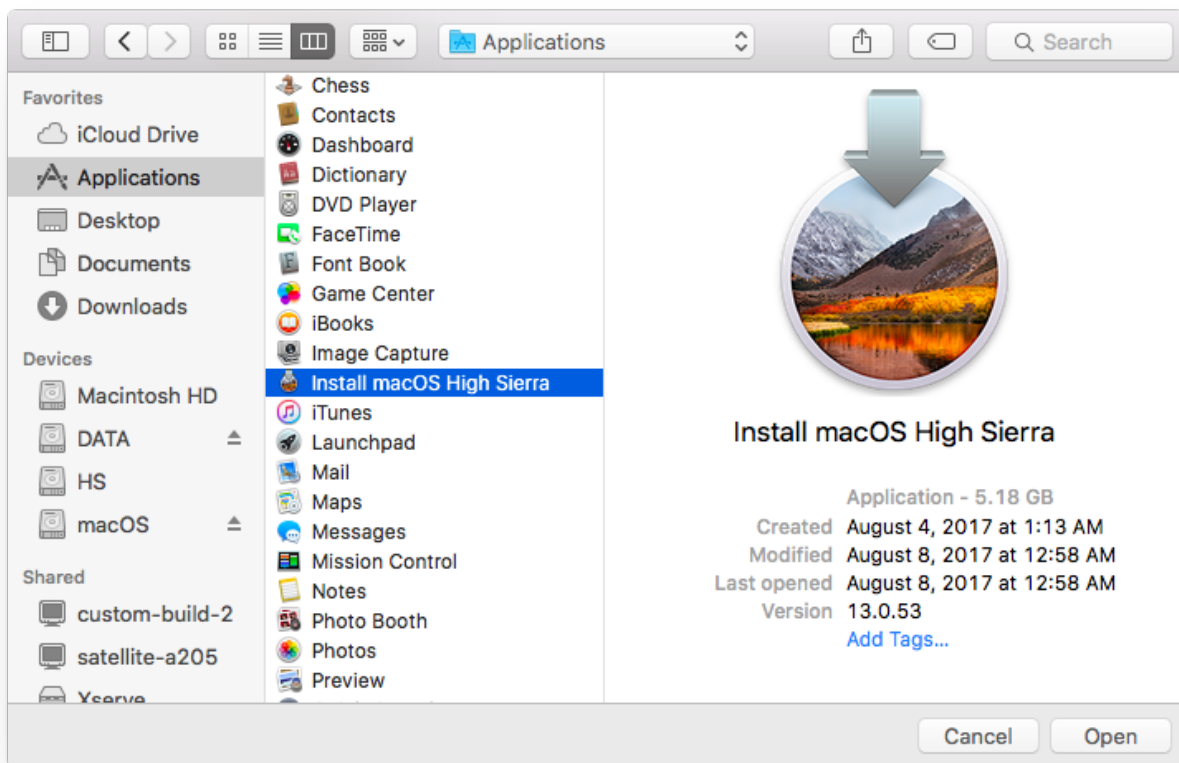 Applications
Search
Favorites
iCloud Drive
Applications
Desktop
Documents
Downloads
Devices
Macintosh HD
DATA
HS
macOS
Shared
custom-build-2
satellite-a205
Xserve
Chess
Contacts
Dashboard
Dictionary
DVD Player
FaceTime
Font Book
Game Center
iBooks
Image Capture
Install macOS High Sierra
iTunes
Launchpad
Mail
Maps
Messages
Mission Control
Notes
Photo Booth
Photos
Preview
Install macOS High Sierra
Application - 5.18 GB
Created August 4, 2017 at 1:13 AM
Modified August 8, 2017 at 12:58 AM
Last opened August 8, 2017 at 12:58 AM
Version 13.0.53
Add Tags...
Cancel
Open